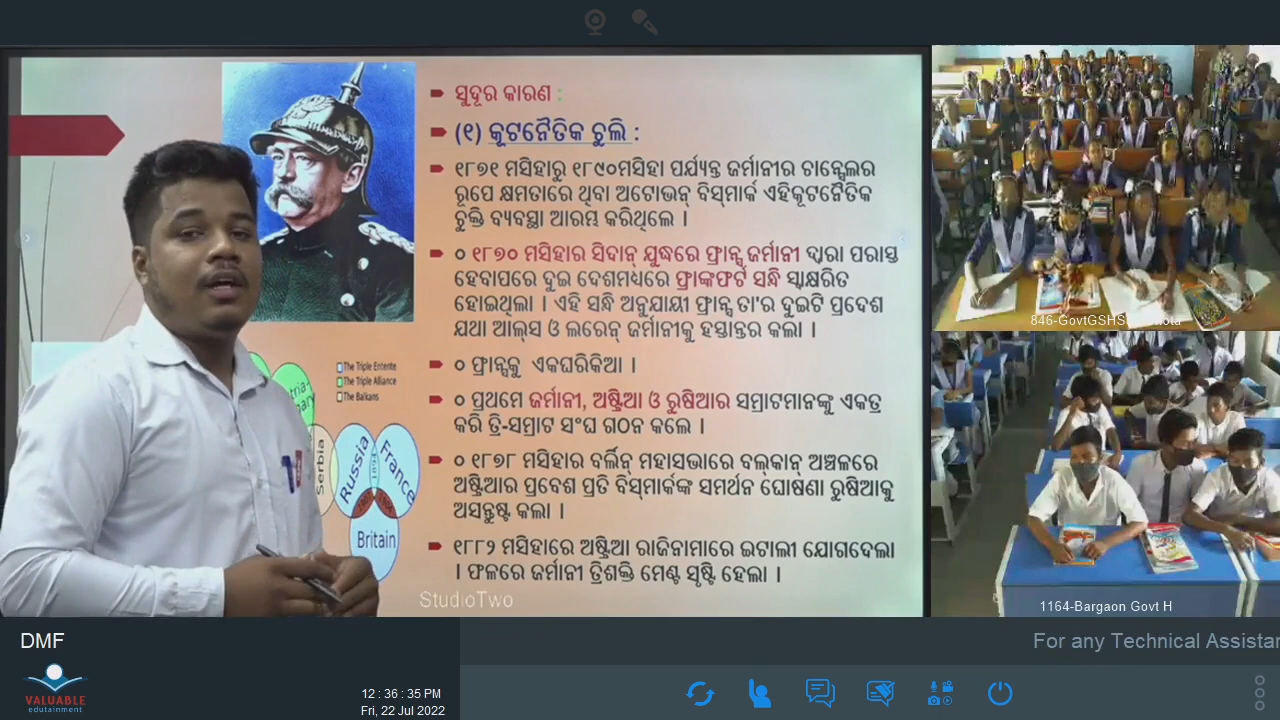 ସୁଦୂର କାରଣ :
(୧) କୂଟନୈତିକ ଚୁକ୍ତି :
୧୮୭୧ ମସିହାରୁ ୧୮୯୦ମସିହା ପର୍ଯ୍ୟନ୍ତ ଜର୍ମାନୀର ଚାନ୍ସେଲର
ରୂପେ କ୍ଷମତାରେ ଥିବା ଅଟୋଭନ୍ ବିସ୍ମାର୍କ ଏହିକୂଟନୈତିକ
ଚୁକ୍ତି ବ୍ୟବସ୍ଥା ଆରମ୍ଭ କରିଥିଲେ ।
୦ ୧୮୭୦ ମସିହାର ସିଦାନ୍ ଯୁଦ୍ଧରେ ଫ୍ରାନ୍ସ ଜର୍ମାନୀ ଦ୍ୱାରା ପରାସ୍ତ
ହେବାପରେ ଦୁଇ ଦେଶମଧ୍ୟରେ ଫ୍ରାଙ୍କଫର୍ଟ ସନ୍ଧି ସ୍ୱାକ୍ଷରିତ
ହୋଇଥିଲା । ଏହି ସନ୍ଧି ଅନୁଯାୟୀ ଫ୍ରାନ୍ସ ତା'ର ଦୁଇଟି ପ୍ରଦେଶ
ଯଥା ଆଲ୍ସ ଓ ଲରେନ୍ ଜର୍ମାନୀକୁ ହସ୍ତାନ୍ତର କଲା ।
୦ ଫ୍ରାନ୍ସକୁ ଏକଘରିକିଆ ।
୦ ପ୍ରଥମେ ଜର୍ମାନୀ, ଅଷ୍ଟ୍ରିଆ ଓ ରୁଷିଆର ସମ୍ରାଟମାନଙ୍କୁ ଏକତ୍ର
କରି ତ୍ରି-ସମ୍ରାଟ ସଂଘ ଗଠନ କଲେ ।
୦ ୧୮୭୮ ମସିହାର ବର୍ଲିନ୍ ମହାସଭାରେ ବଲ୍‌କାନ୍ ଅଞ୍ଚଳରେ
ଅଷ୍ଟ୍ରିଆର ପ୍ରବେଶ ପ୍ରତି ବିସ୍ମାର୍କଙ୍କ ସମର୍ଥନ ଘୋଷଣା ରୁଷିଆକୁ
ଅସନ୍ତୁଷ୍ଟ କଲା ।
୧୮୮୨ ମସିହାରେ ଅଷ୍ଟ୍ରିଆ ରାଜିନାମାରେ ଇଟାଲୀ ଯୋଗଦେଲା
। ଫଳରେ ଜର୍ମାନୀ ତ୍ରିଶକ୍ତି ମେଣ୍ଟ ସୃଷ୍ଟି ହେଲା ।
The Triple Entente
The Triple Alliance
The Balkans
Serbia
Russia
France
Britain
StudioTwo
846-GovtGSHS
1164-Bargaon Govt H
DMF
VALUABLE
edutainment
12 : 36 : 35 PM
Fri, 22 Jul 2022
For any Technical Assistan